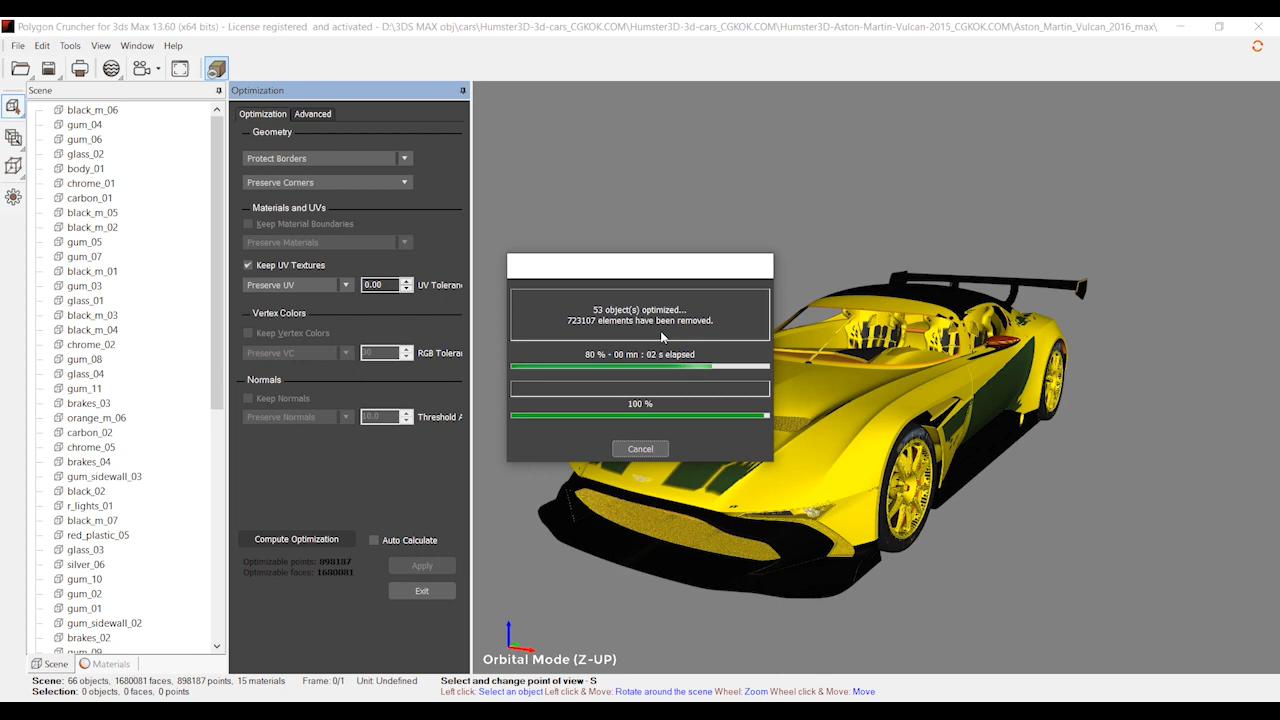 Polygon Cruncher for 3ds Max 13.60 (x64 bits) - License registered and activated - D:\3DS MAX obj\cars\Humster3D-3d-cars_CGKOK.COM\Humster3D-Aston-Martin-Vulcan-2015_CGKOK.COM\Aston_Martin_Vulcan_2016_max\
File Edit Tools View Window Help
Scene
Optimization
black_m_06
gum_04
gum_06
glass_02
body_01
chrome_01
carbon_01
black_m_05
black_m_02
gum_05
gum_07
black_m_01
gum_03
glass_01
black_m_03
black_m_04
chrome_02
gum_08
glass_04
gum_11
brakes_03
orange_m_06
carbon_02
chrome_05
brakes_04
gum_sidewall_03
black_02
r_lights_01
black_m_07
red_plastic_05
glass_03
silver_06
gum_10
gum_02
gum_01
gum_sidewall_02
brakes_02
gum_09
Scene Materials
Optimization Advanced
Geometry
Protect Borders
Preserve Corners
Materials and UVs
Keep Material Boundaries
Preserve Materials
Keep UV Textures
Preserve UV 0.00 UV Toleran
Vertex Colors
Keep Vertex Colors
Preserve VC 30 RGB Tolerar
Normals
Keep Normals
Preserve Normals 10.0 Threshold A
Compute Optimization Auto Calculate
Optimizable points: 898187
Optimizable faces: 1680081
Apply
Exit
53 object(s) optimized...
723107 elements have been removed.
80 % - 00 mn : 02 s elapsed
100 %
Cancel
Orbital Mode (Z-UP)
Scene: 66 objects, 1680081 faces, 898187 points, 15 materials Frame: 0/1 Unit: Undefined
Selection: 0 objects, 0 faces, 0 points
Select and change point of view - S
Left click: Select an object Left click & Move: Rotate around the scene Wheel: Zoom Wheel click & Move: Move